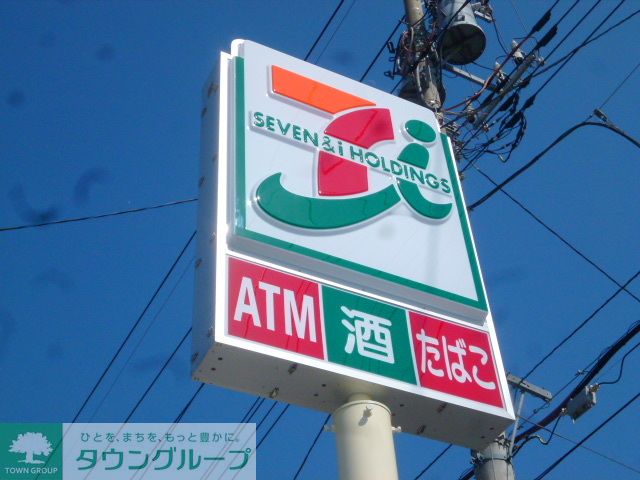 SEVEN & i HOLDINGS
ATM 酒 たばこ
ひとを、まちを、もっと豊かに。
タウングループ
TOWN GROUP